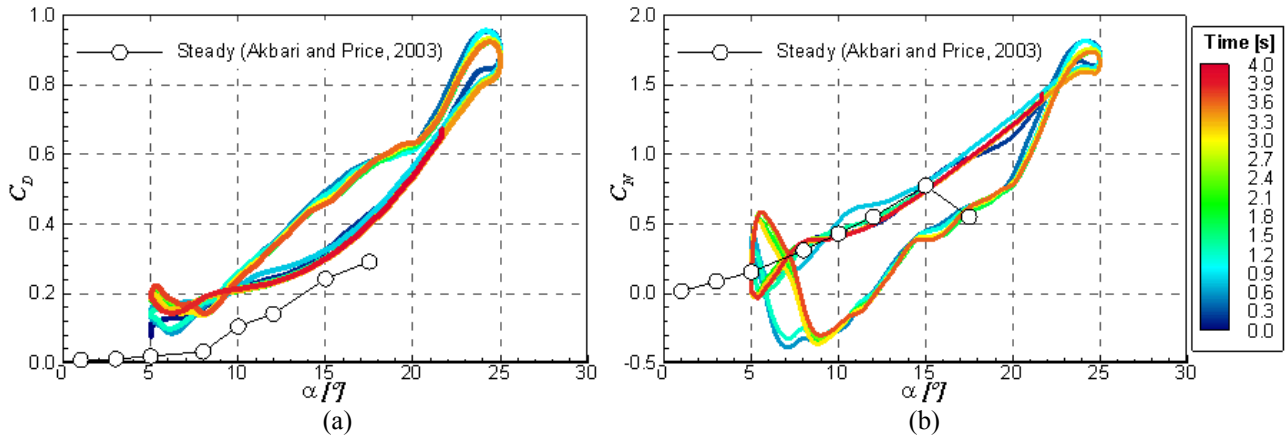 1.0
0.8
0.6
0.4
0.2
0.0
C_D
Steady (Akbari and Price, 2003)
0 5 10 15 20 25 30
α [°]
(a)
2.0
1.5
1.0
0.5
0.0
-0.5
C_N
Steady (Akbari and Price, 2003)
0 5 10 15 20 25 30
α [°]
(b)
Time [s]
4.0
3.9
3.6
3.3
3.0
2.7
2.4
2.1
1.8
1.5
1.2
0.9
0.6
0.3
0.0